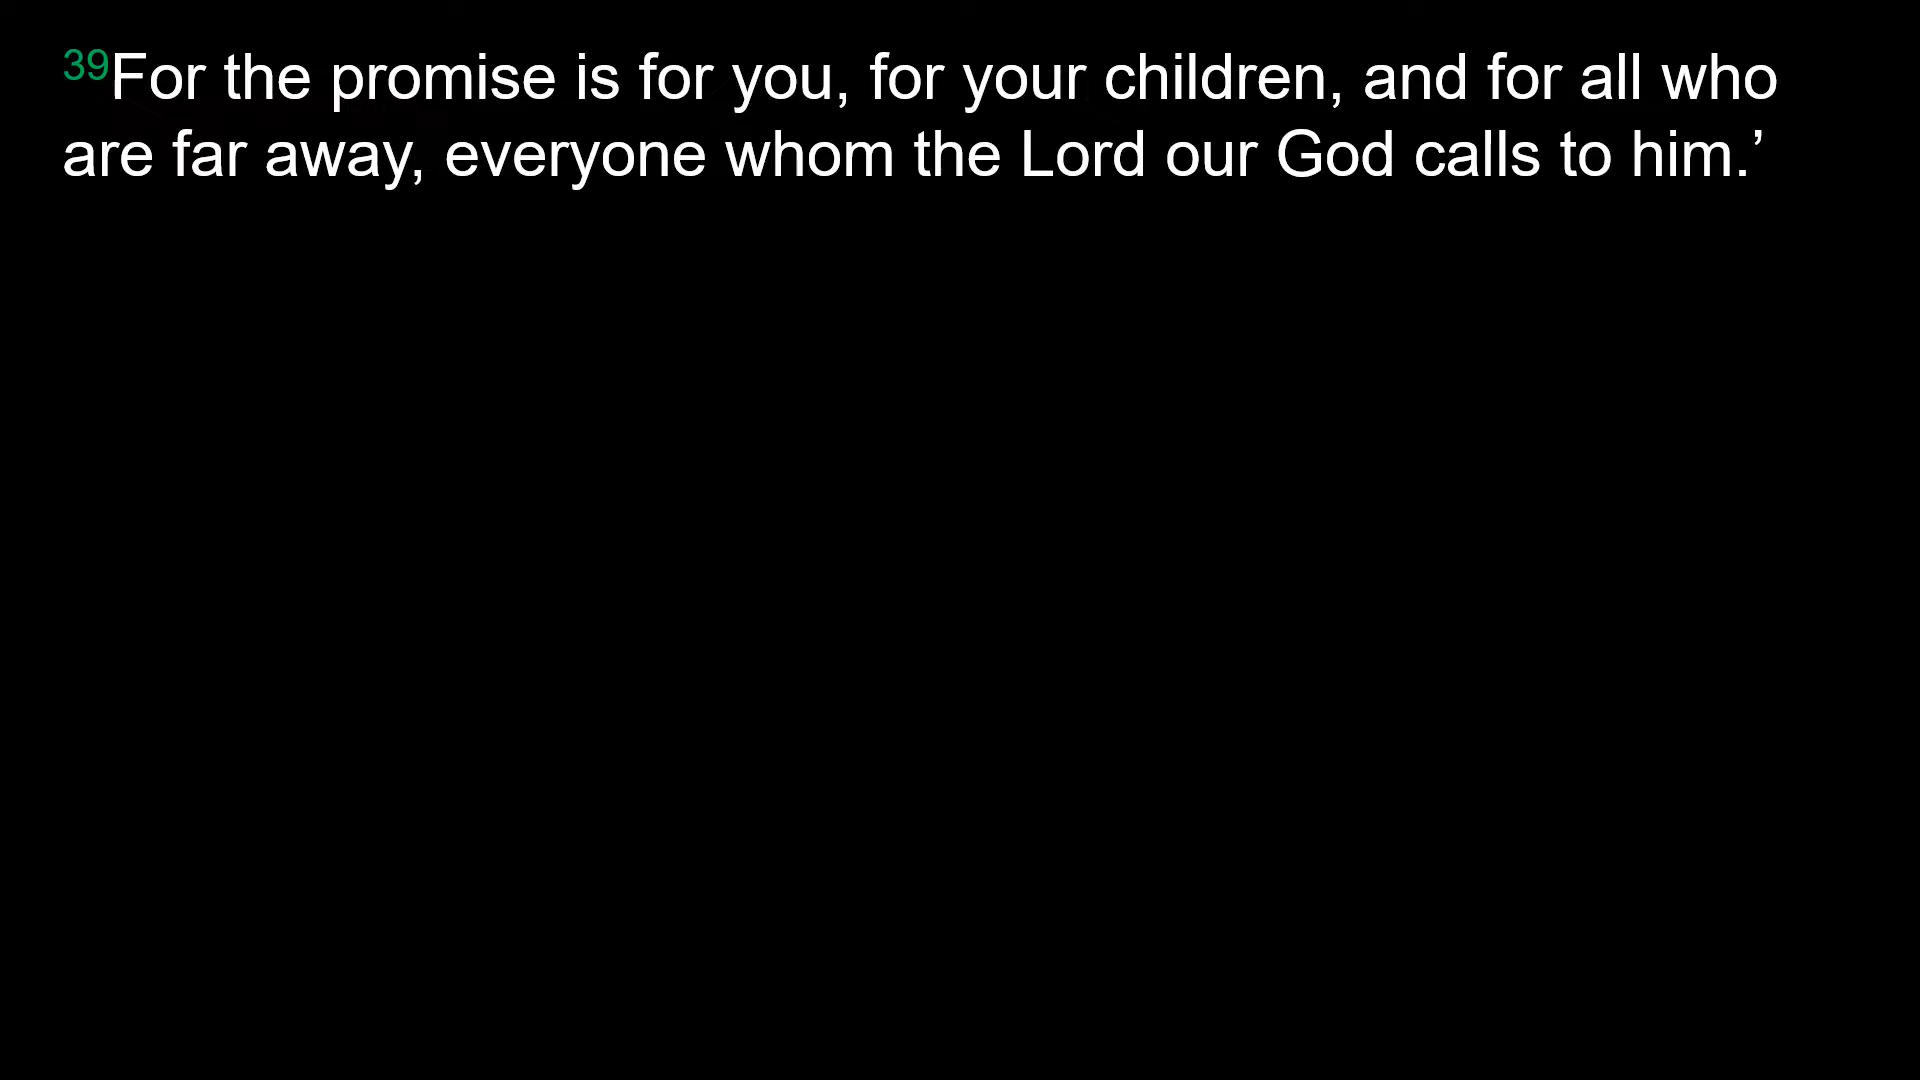 39For the promise is for you, for your children, and for all who
are far away, everyone whom the Lord our God calls to him.’